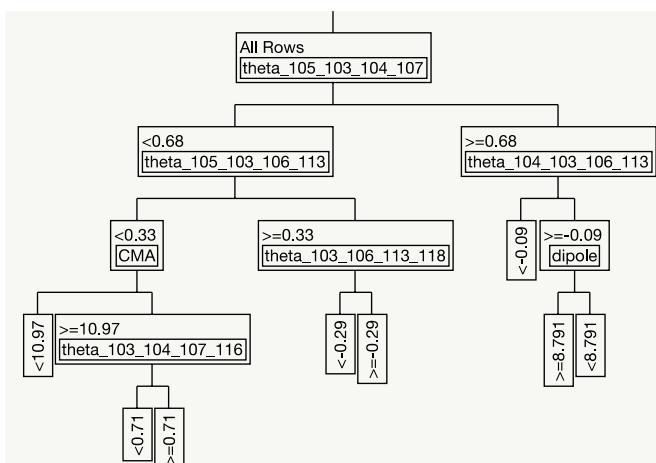 All Rows
theta_105_103_104_107
<0.68
theta_105_103_106_113
>=0.68
theta_104_103_106_113
<0.33
CMA
>=0.33
theta_103_106_113_118
<-0.09
>=-0.09
dipole
<10.97
>=10.97
theta_103_104_107_116
<-0.29
>=-0.29
>=8.791
<8.791
<0.71
>=0.71